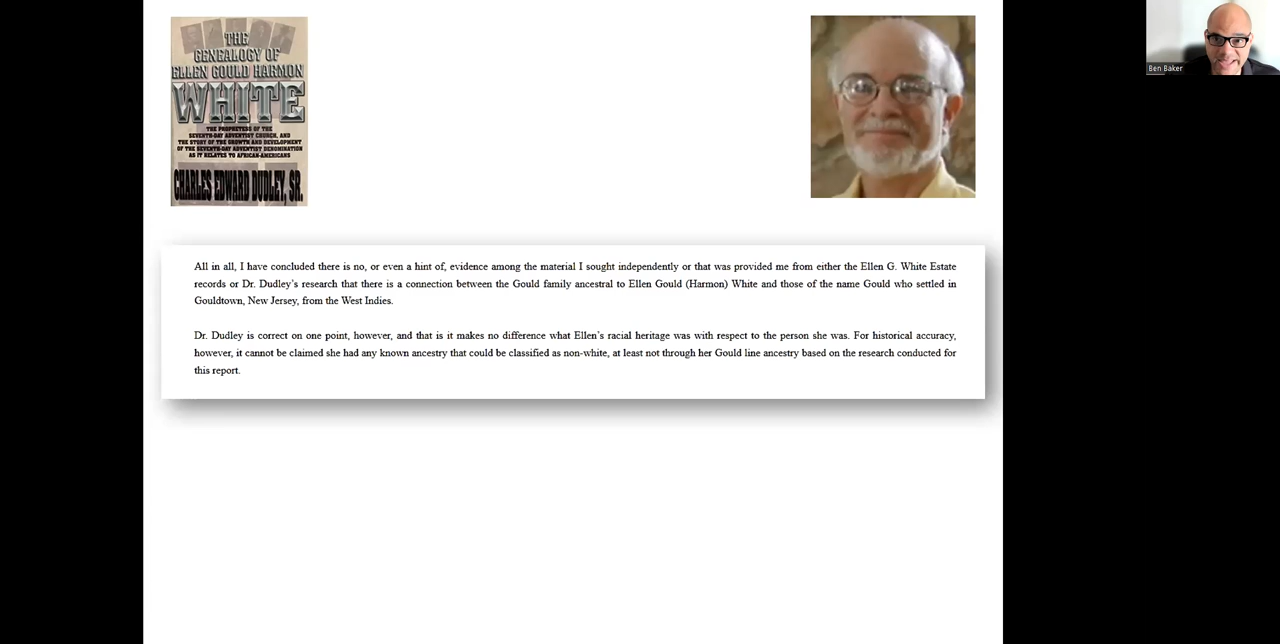 THE
GENEALOGY OF
ELLEN GOULD HARMON
WHITE
THE PROPHETESS OF THE
SEVENTH-DAY ADVENTIST CHURCH, AND
THE STORY OF THE GROWTH AND DEVELOPMENT
OF THE SEVENTH-DAY ADVENTIST DENOMINATION
AS IT RELATES TO AFRICAN-AMERICANS
CHARLES EDWARD DUDLEY, SR.
Ben Baker
All in all, I have concluded there is no, or even a hint of, evidence among the material I sought independently or that was provided me from either the Ellen G. White Estate
records or Dr. Dudley's research that there is a connection between the Gould family ancestral to Ellen Gould (Harmon) White and those of the name Gould who settled in
Gouldtown, New Jersey, from the West Indies.
Dr. Dudley is correct on one point, however, and that is it makes no difference what Ellen's racial heritage was with respect to the person she was. For historical accuracy,
however, it cannot be claimed she had any known ancestry that could be classified as non-white, at least not through her Gould line ancestry based on the research conducted for
this report.